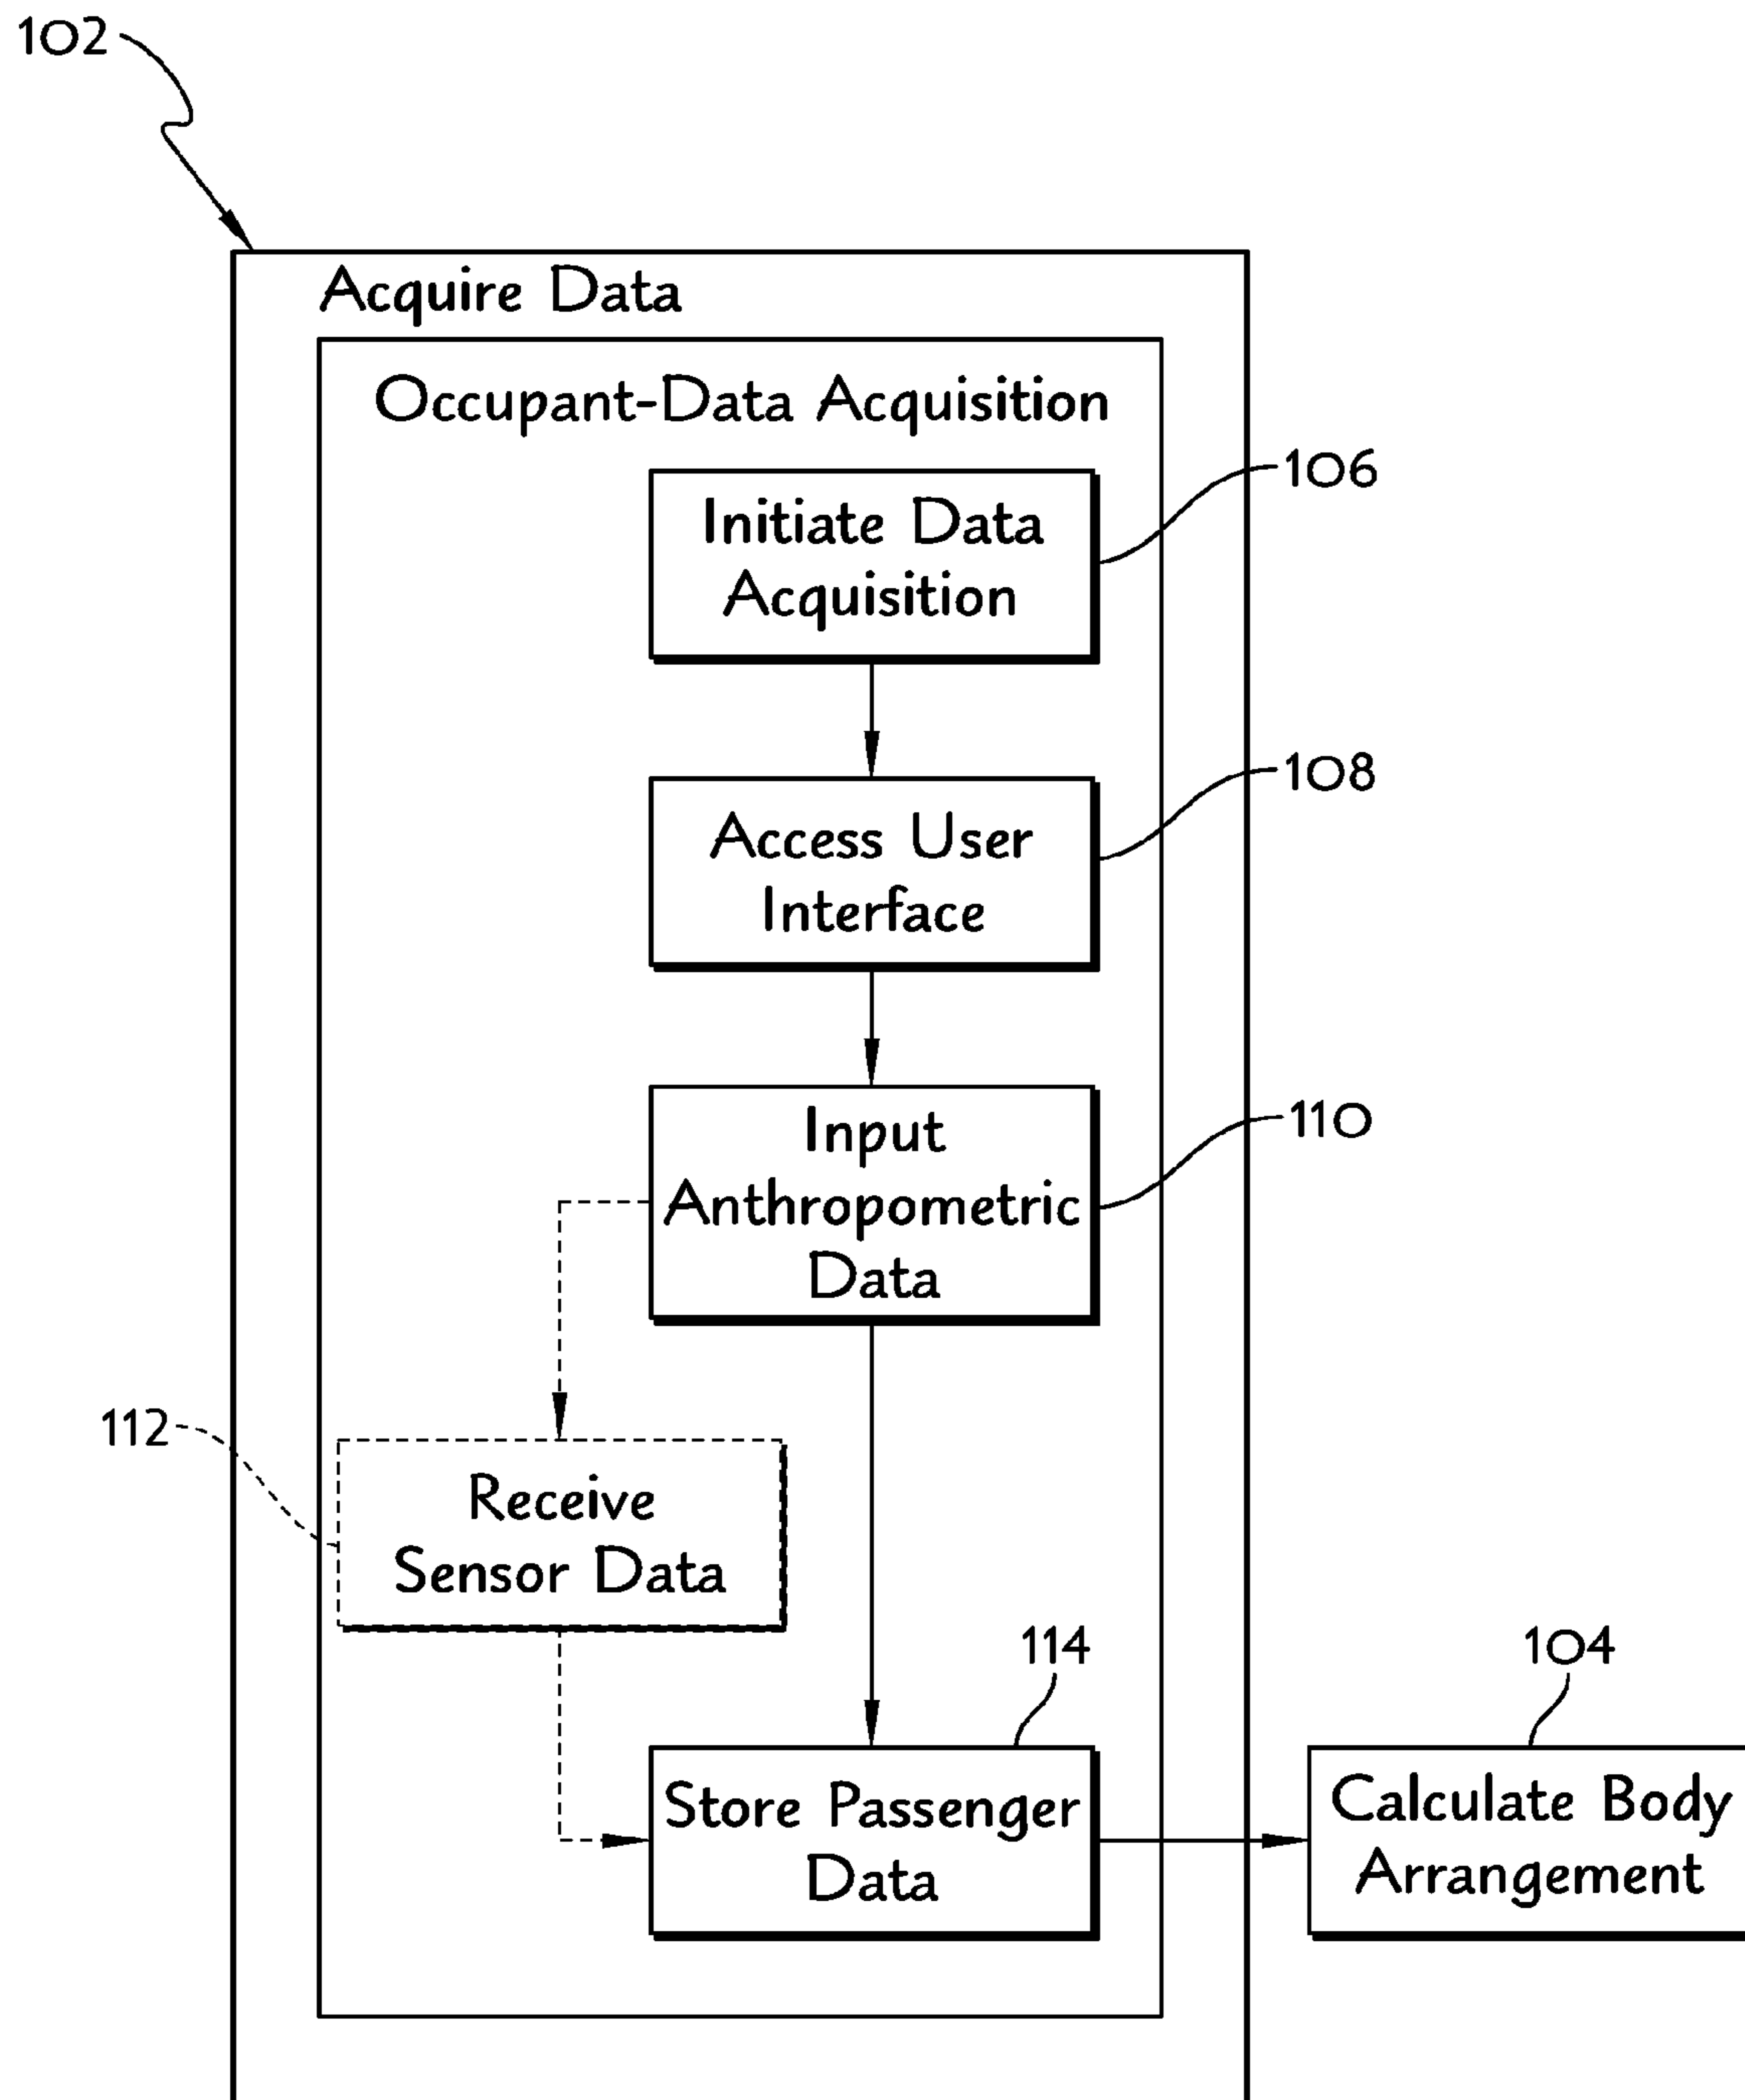 102
Acquire Data
Occupant-Data Acquisition
106
Initiate Data
Acquisition
108
Access User
Interface
110
Input
Anthropometric
Data
112
Receive
Sensor Data
114
104
Store Passenger
Data
Calculate Body
Arrangement